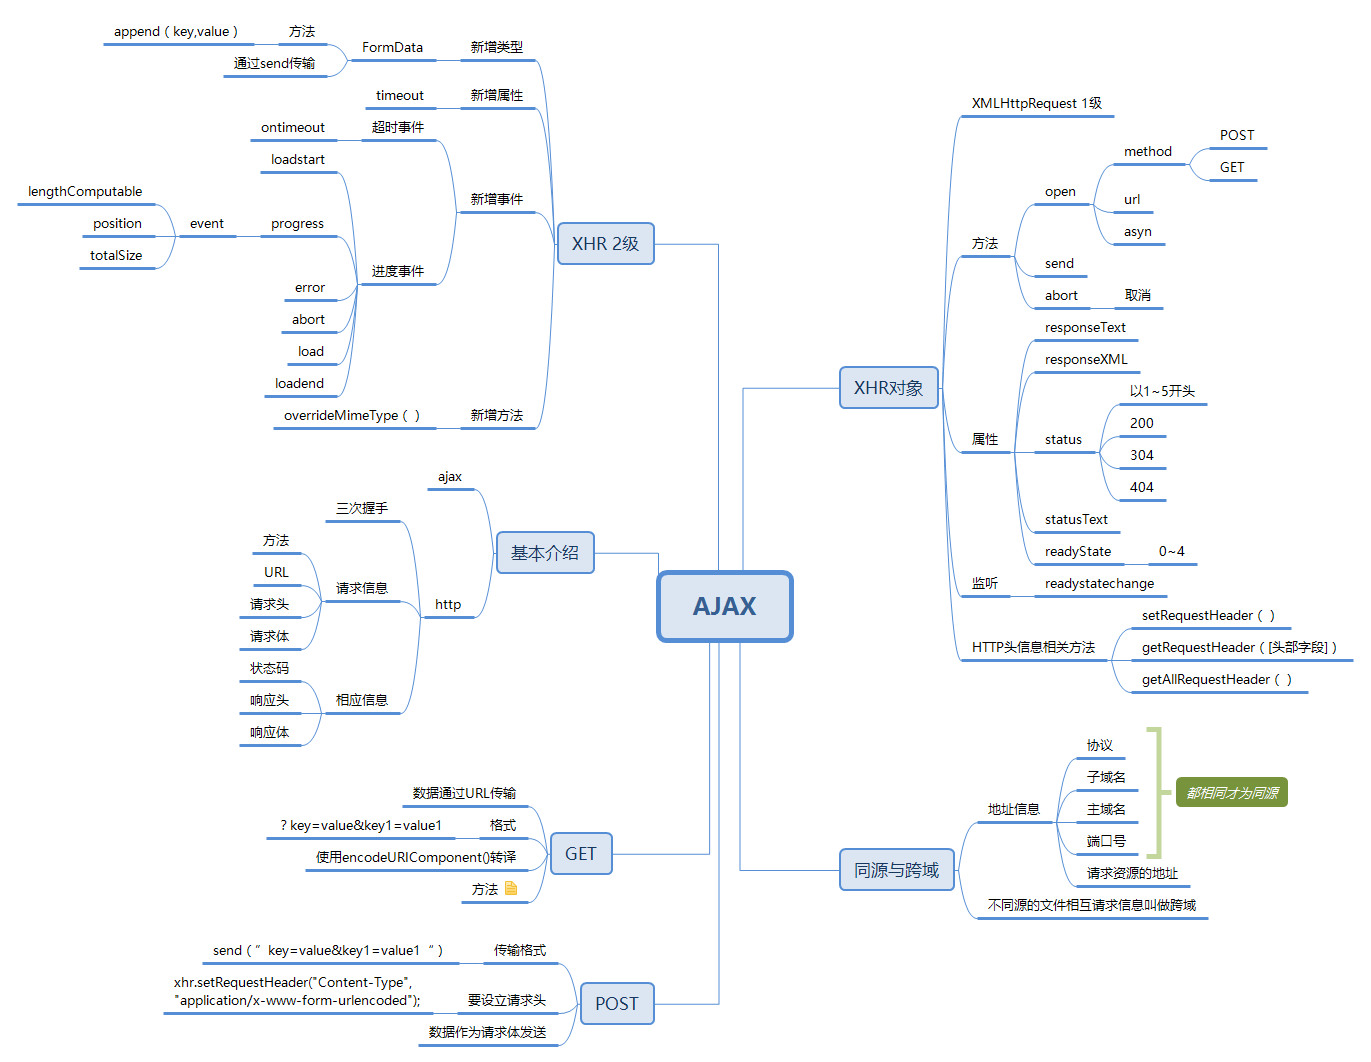 AJAX
XHR 2级
新增类型
FormData
方法
append（key,value）
通过send传输
新增属性
timeout
新增事件
超时事件
ontimeout
进度事件
loadstart
progress
event
lengthComputable
position
totalSize
error
abort
load
loadend
新增方法
overrideMimeType（ ）
基本介绍
ajax
http
三次握手
请求信息
方法
URL
请求头
请求体
相应信息
状态码
响应头
响应体
GET
数据通过URL传输
格式
？key=value&key1=value1
使用encodeURIComponent()转译
方法
POST
传输格式
send（“ key=value&key1=value1 “）
要设立请求头
xhr.setRequestHeader("Content-Type",
"application/x-www-form-urlencoded");
数据作为请求体发送
XHR对象
XMLHttpRequest 1级
方法
open
method
POST
GET
url
asyn
send
abort
取消
属性
responseText
responseXML
status
以1~5开头
200
304
404
statusText
readyState
0~4
监听
readystatechange
HTTP头信息相关方法
setRequestHeader（ ）
getRequestHeader（[头部字段]）
getAllRequestHeader（ ）
同源与跨域
地址信息
协议
子域名
主域名
端口号
请求资源的地址
都相同才为同源
不同源的文件相互请求信息叫做跨域